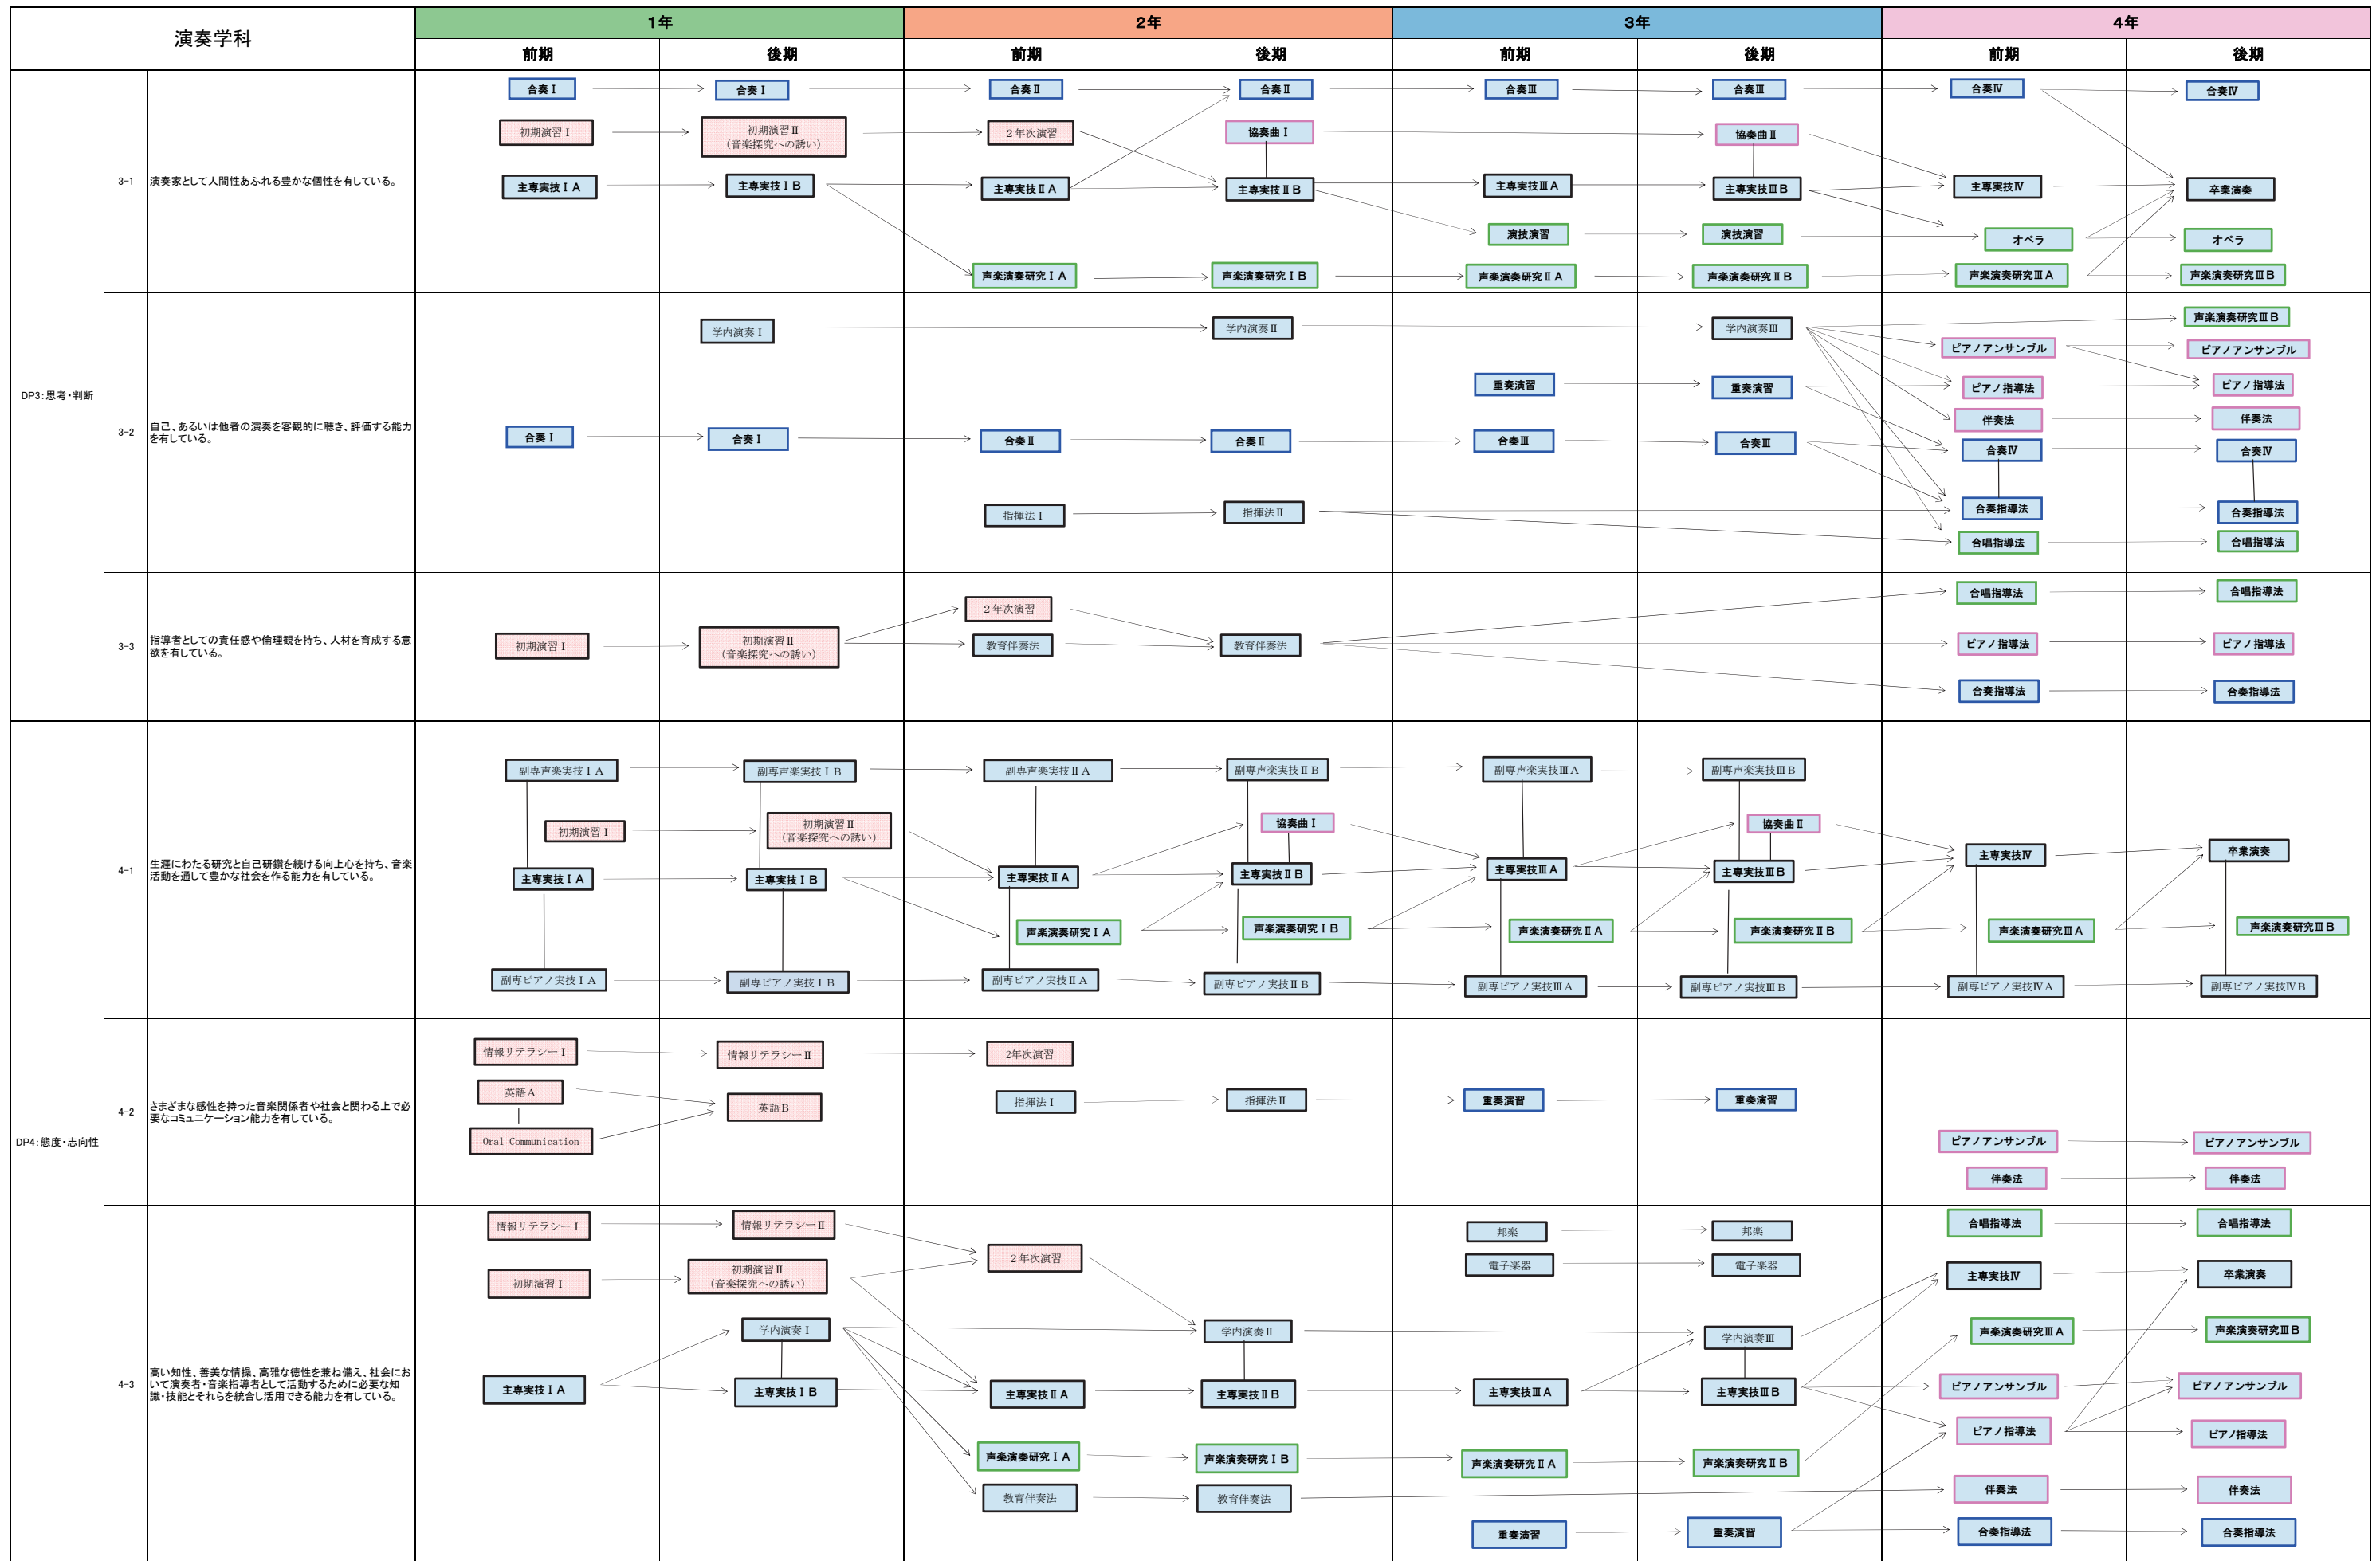 演奏学科
1年
2年
3年
4年
前期
後期
前期
後期
前期
後期
前期
後期
DP3：思考・判断
3-1
演奏家として人間性あふれる豊かな個性を有している。
合奏Ⅰ
合奏Ⅰ
合奏Ⅱ
合奏Ⅱ
合奏Ⅲ
合奏Ⅲ
合奏Ⅳ
合奏Ⅳ
初期演習Ⅰ
初期演習Ⅱ
（音楽探究への誘い）
２年次演習
協奏曲Ⅰ
協奏曲Ⅱ
主専実技ⅠA
主専実技ⅠB
主専実技ⅡA
主専実技ⅡB
主専実技ⅢA
主専実技ⅢB
主専実技Ⅳ
卒業演奏
演技演習
演技演習
オペラ
オペラ
声楽演奏研究ⅠA
声楽演奏研究ⅠB
声楽演奏研究ⅡA
声楽演奏研究ⅡB
声楽演奏研究ⅢA
声楽演奏研究ⅢB
3-2
自己、あるいは他者の演奏を客観的に聴き、評価する能力
を有している。
学内演奏Ⅰ
学内演奏Ⅱ
学内演奏Ⅲ
声楽演奏研究ⅢB
ピアノアンサンブル
ピアノアンサンブル
重奏演習
重奏演習
ピアノ指導法
ピアノ指導法
伴奏法
伴奏法
合奏Ⅰ
合奏Ⅰ
合奏Ⅱ
合奏Ⅱ
合奏Ⅲ
合奏Ⅲ
合奏Ⅳ
合奏Ⅳ
指揮法Ⅰ
指揮法Ⅱ
合奏指導法
合奏指導法
合唱指導法
合唱指導法
3-3
指導者としての責任感や倫理観を持ち、人材を育成する意
欲を有している。
初期演習Ⅰ
初期演習Ⅱ
（音楽探究への誘い）
２年次演習
教育伴奏法
教育伴奏法
合唱指導法
合唱指導法
ピアノ指導法
ピアノ指導法
合奏指導法
合奏指導法
DP4：態度・志向性
4-1
生涯にわたる研究と自己研鑽を続ける向上心を持ち、音楽
活動を通して豊かな社会を作る能力を有している。
副専声楽実技ⅠA
副専声楽実技ⅠB
副専声楽実技ⅡA
副専声楽実技ⅡB
副専声楽実技ⅢA
副専声楽実技ⅢB
初期演習Ⅰ
初期演習Ⅱ
（音楽探究への誘い）
協奏曲Ⅰ
協奏曲Ⅱ
主専実技ⅠA
主専実技ⅠB
主専実技ⅡA
主専実技ⅡB
主専実技ⅢA
主専実技ⅢB
主専実技Ⅳ
卒業演奏
声楽演奏研究ⅠA
声楽演奏研究ⅠB
声楽演奏研究ⅡA
声楽演奏研究ⅡB
声楽演奏研究ⅢA
声楽演奏研究ⅢB
副専ピアノ実技ⅠA
副専ピアノ実技ⅠB
副専ピアノ実技ⅡA
副専ピアノ実技ⅡB
副専ピアノ実技ⅢA
副専ピアノ実技ⅢB
副専ピアノ実技ⅣA
副専ピアノ実技ⅣB
4-2
さまざまな感性を持った音楽関係者や社会と関わる上で必
要なコミュニケーション能力を有している。
情報リテラシーⅠ
情報リテラシーⅡ
2年次演習
英語A
英語B
Oral Communication
指揮法Ⅰ
指揮法Ⅱ
重奏演習
重奏演習
ピアノアンサンブル
ピアノアンサンブル
伴奏法
伴奏法
4-3
高い知性、善美な情操、高雅な徳性を兼ね備え、社会にお
いて演奏者・音楽指導者として活動するために必要な知
識・技能とそれらを統合し活用できる能力を有している。
情報リテラシーⅠ
情報リテラシーⅡ
２年次演習
邦楽
邦楽
合唱指導法
合唱指導法
初期演習Ⅰ
初期演習Ⅱ
（音楽探究への誘い）
電子楽器
電子楽器
主専実技Ⅳ
卒業演奏
学内演奏Ⅰ
学内演奏Ⅱ
学内演奏Ⅲ
声楽演奏研究ⅢA
声楽演奏研究ⅢB
主専実技ⅠA
主専実技ⅠB
主専実技ⅡA
主専実技ⅡB
主専実技ⅢA
主専実技ⅢB
ピアノアンサンブル
ピアノアンサンブル
ピアノ指導法
ピアノ指導法
声楽演奏研究ⅠA
声楽演奏研究ⅠB
声楽演奏研究ⅡA
声楽演奏研究ⅡB
教育伴奏法
教育伴奏法
伴奏法
伴奏法
重奏演習
重奏演習
合奏指導法
合奏指導法